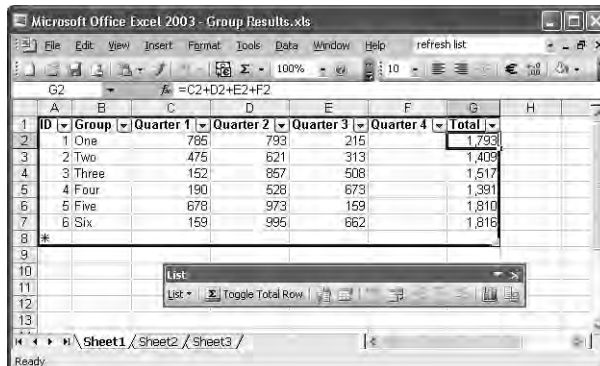 Microsoft Office Excel 2003 - Group Results.xls
File Edit View Insert Format Tools Data Window Help refresh list
Σ 100% 10 €
G2 fx =C2+D2+E2+F2
A B C D E F G H
1 ID Group Quarter 1 Quarter 2 Quarter 3 Quarter 4 Total
2 1 One 785 793 215 1,793
3 2 Two 475 621 313 1,409
4 3 Three 152 857 508 1,517
5 4 Four 190 528 673 1,391
6 5 Five 678 973 159 1,810
7 6 Six 159 995 662 1,816
8 *
9
10
List
11
List Σ Toggle Total Row
12
13
Sheet1 / Sheet2 / Sheet3 /
Ready